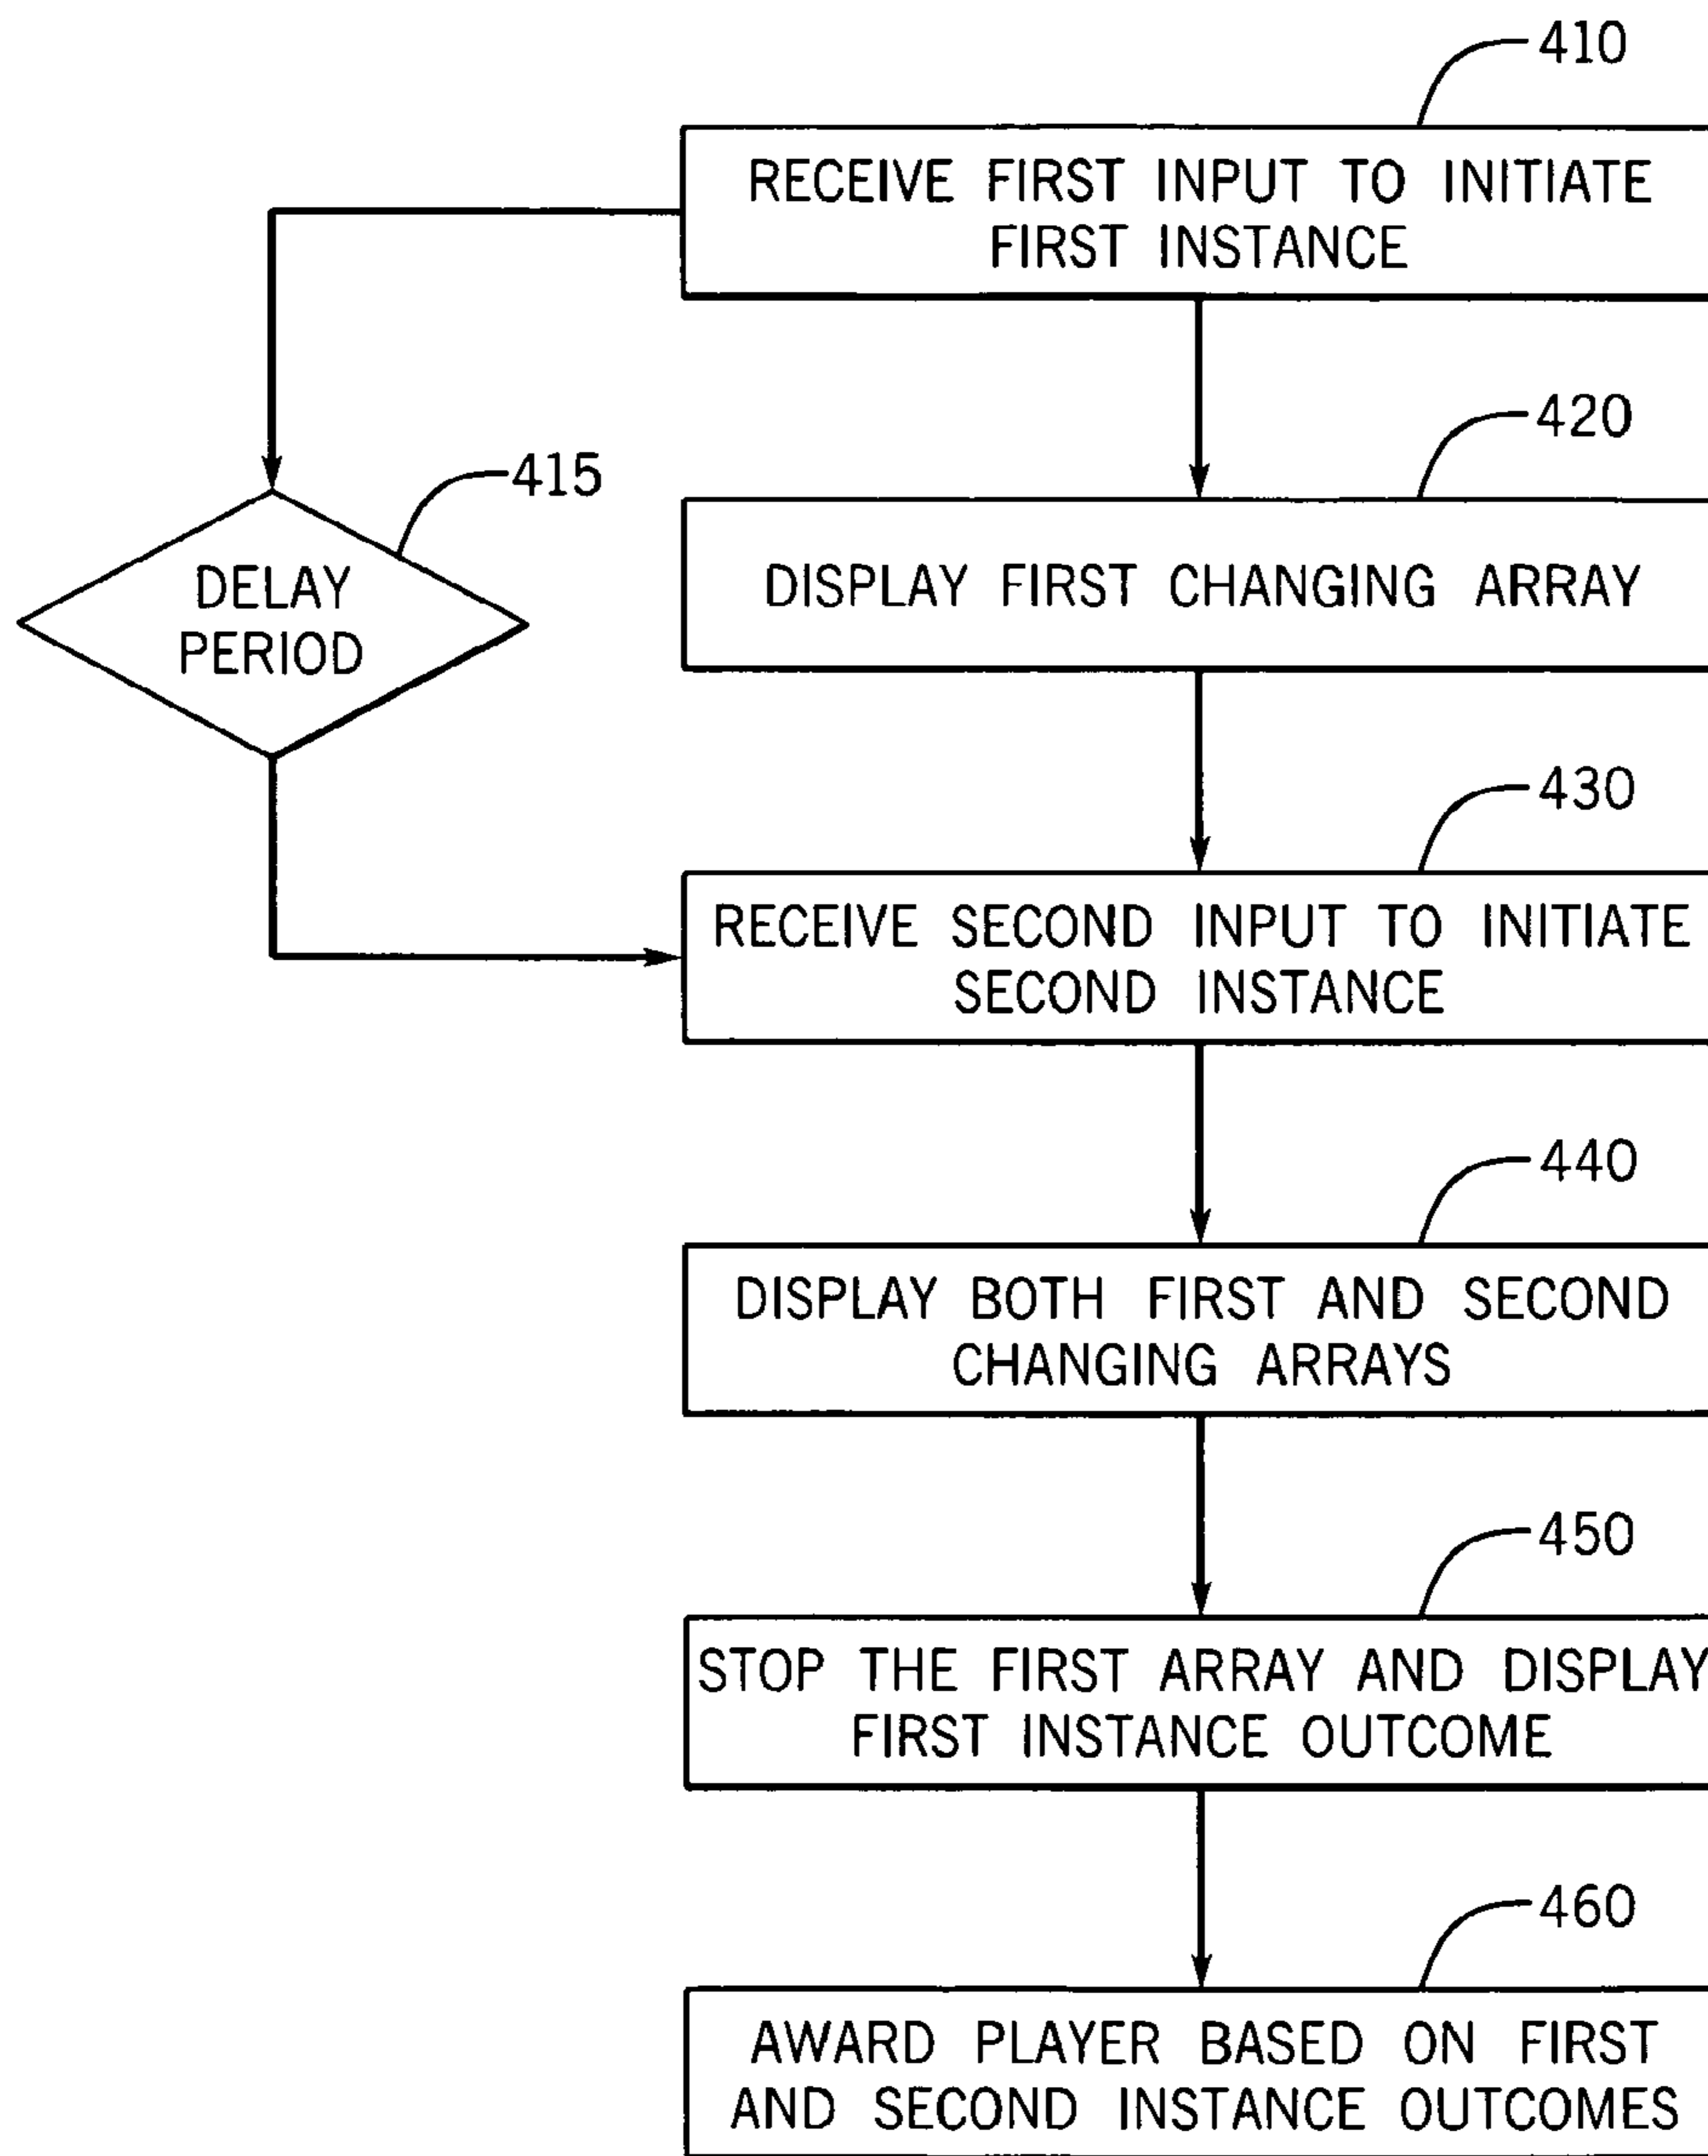 410
RECEIVE FIRST INPUT TO INITIATE
FIRST INSTANCE
420
415
DELAY
PERIOD
DISPLAY FIRST CHANGING ARRAY
430
RECEIVE SECOND INPUT TO INITIATE
SECOND INSTANCE
440
DISPLAY BOTH FIRST AND SECOND
CHANGING ARRAYS
450
STOP THE FIRST ARRAY AND DISPLAY
FIRST INSTANCE OUTCOME
460
AWARD PLAYER BASED ON FIRST
AND SECOND INSTANCE OUTCOMES